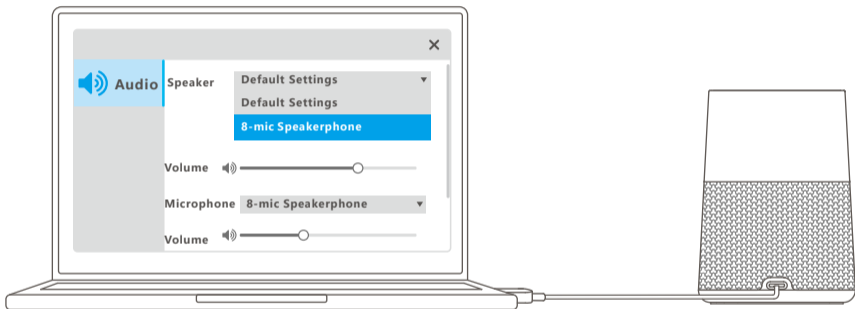 Audio
Speaker
Default Settings
Default Settings
8-mic Speakerphone
Volume
Microphone
8-mic Speakerphone
Volume